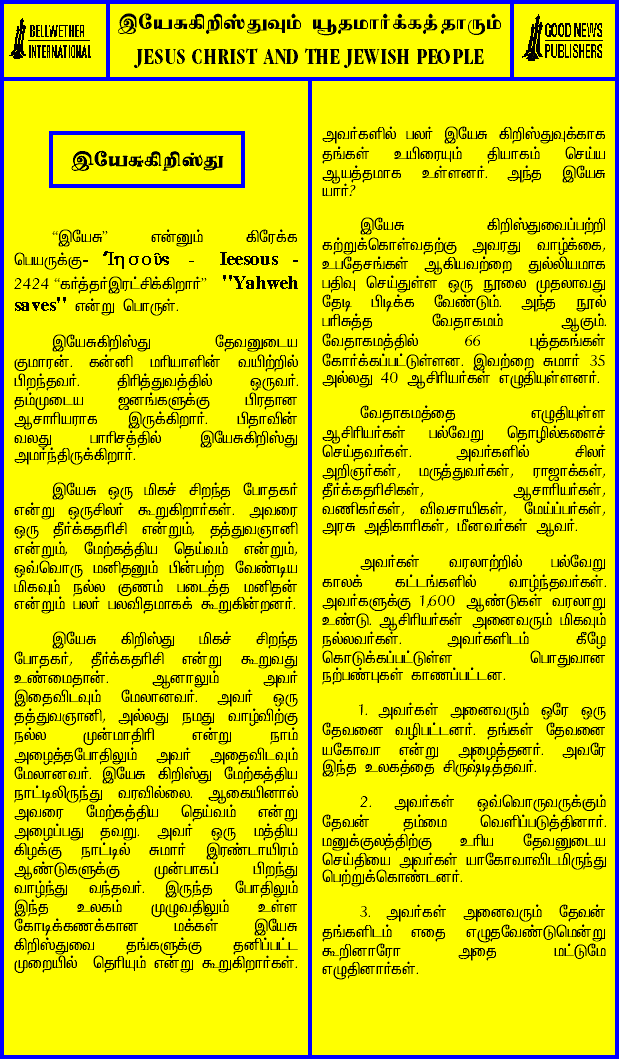 BELLWETHER
INTERNATIONAL
இயேசுகிறிஸ்துவும் யூதமார்க்கத்தாரும்
JESUS CHRIST AND THE JEWISH PEOPLE
GOOD NEWS
PUBLISHERS
இயேசுகிறிஸ்து
“இயேசு” என்னும் கிரேக்க
பெயருக்கு- Ἰησοῦs - Ieesous -
2424 “கர்த்தர்இரட்சிக்கிறார்” "Yahweh
saves" என்று பொருள்.
இயேசுகிறிஸ்து தேவனுடைய
குமாரன். கன்னி மரியாளின் வயிற்றில்
பிறந்தவர். திரித்துவத்தில் ஒருவர்.
தம்முடைய ஜனங்களுக்கு பிரதான
ஆசாரியராக இருக்கிறார். பிதாவின்
வலது பாரிசத்தில் இயேசுகிறிஸ்து
அமர்ந்திருக்கிறார்.
இயேசு ஒரு மிகச் சிறந்த போதகர்
என்று ஒருசிலர் கூறுகிறார்கள். அவரை
ஒரு தீர்க்கதரிசி என்றும், தத்துவஞானி
என்றும், மேற்கத்திய தெய்வம் என்றும்,
ஒவ்வொரு மனிதனும் பின்பற்ற வேண்டிய
மிகவும் நல்ல குணம் படைத்த மனிதன்
என்றும் பலர் பலவிதமாகக் கூறுகின்றனர்.
இயேசு கிறிஸ்து மிகச் சிறந்த
போதகர், தீர்க்கதரிசி என்று கூறுவது
உண்மைதான். ஆனாலும் அவர்
இதைவிடவும் மேலானவர். அவர் ஒரு
தத்துவஞானி, அல்லது நமது வாழ்விற்கு
நல்ல முன்மாதிரி என்று நாம்
அழைத்தபோதிலும் அவர் அதைவிடவும்
மேலானவர். இயேசு கிறிஸ்து மேற்கத்திய
நாட்டிலிருந்து வரவில்லை. ஆகையினால்
அவரை மேற்கத்திய தெய்வம் என்று
அழைப்பது தவறு. அவர் ஒரு மத்திய
கிழக்கு நாட்டில் சுமார் இரண்டாயிரம்
ஆண்டுகளுக்கு முன்பாகப் பிறந்து
வாழ்ந்து வந்தவர். இருந்த போதிலும்
இந்த உலகம் முழுவதிலும் உள்ள
கோடிக்கணக்கான மக்கள் இயேசு
கிறிஸ்துவை தங்களுக்கு தனிப்பட்ட
முறையில் தெரியும் என்று கூறுகிறார்கள்.
அவர்களில் பலர் இயேசு கிறிஸ்துவுக்காக
தங்கள் உயிரையும் தியாகம் செய்ய
ஆயத்தமாக உள்ளனர். அந்த இயேசு
யார்?
இயேசு கிறிஸ்துவைப்பற்றி
கற்றுக்கொள்வதற்கு அவரது வாழ்க்கை,
உபதேசங்கள் ஆகியவற்றை துல்லியமாக
பதிவு செய்துள்ள ஒரு நூலை முதலாவது
தேடி பிடிக்க வேண்டும். அந்த நூல்
பரிசுத்த வேதாகமம் ஆகும்.
வேதாகமத்தில் 66 புத்தகங்கள்
கோர்க்கப்பட்டுள்ளன. இவற்றை சுமார் 35
அல்லது 40 ஆசிரியர்கள் எழுதியுள்ளனர்.
வேதாகமத்தை எழுதியுள்ள
ஆசிரியர்கள் பல்வேறு தொழில்களைச்
செய்தவர்கள். அவர்களில் சிலர்
அறிஞர்கள், மருத்துவர்கள், ராஜாக்கள்,
தீர்க்கதரிசிகள், ஆசாரியர்கள்,
வணிகர்கள், விவசாயிகள், மேய்ப்பர்கள்,
அரசு அதிகாரிகள், மீனவர்கள் ஆவர்.
அவர்கள் வரலாற்றில் பல்வேறு
காலக் கட்டங்களில் வாழ்ந்தவர்கள்.
அவர்களுக்கு 1,600 ஆண்டுகள் வரலாறு
உண்டு. ஆசிரியர்கள் அனைவரும் மிகவும்
நல்லவர்கள். அவர்களிடம் கீழே
கொடுக்கப்பட்டுள்ள பொதுவான
நற்பண்புகள் காணப்பட்டன.
1. அவர்கள் அனைவரும் ஒரே ஒரு
தேவனை வழிபட்டனர். தங்கள் தேவனை
யகோவா என்று அழைத்தனர். அவரே
இந்த உலகத்தை சிருஷ்டித்தவர்.
2. அவர்கள் ஒவ்வொருவருக்கும்
தேவன் தம்மை வெளிப்படுத்தினார்.
மனுக்குலத்திற்கு உரிய தேவனுடைய
செய்தியை அவர்கள் யாகோவாவிடமிருந்து
பெற்றுக்கொண்டனர்.
3. அவர்கள் அனைவரும் தேவன்
தங்களிடம் எதை எழுதவேண்டுமென்று
கூறினாரோ அதை மட்டுமே
எழுதினார்கள்.